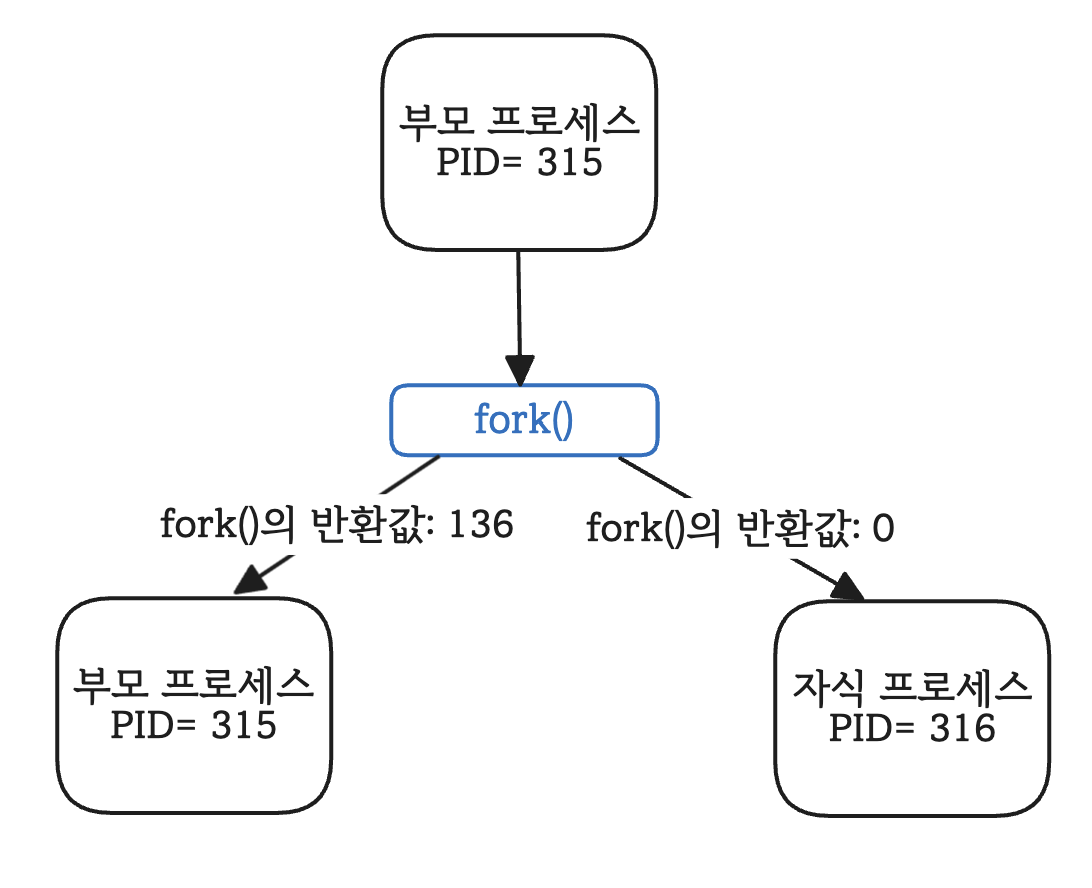 부모 프로세스
PID= 315
fork()
fork()의 반환값: 136
fork()의 반환값: 0
부모 프로세스
PID= 315
자식 프로세스
PID= 316